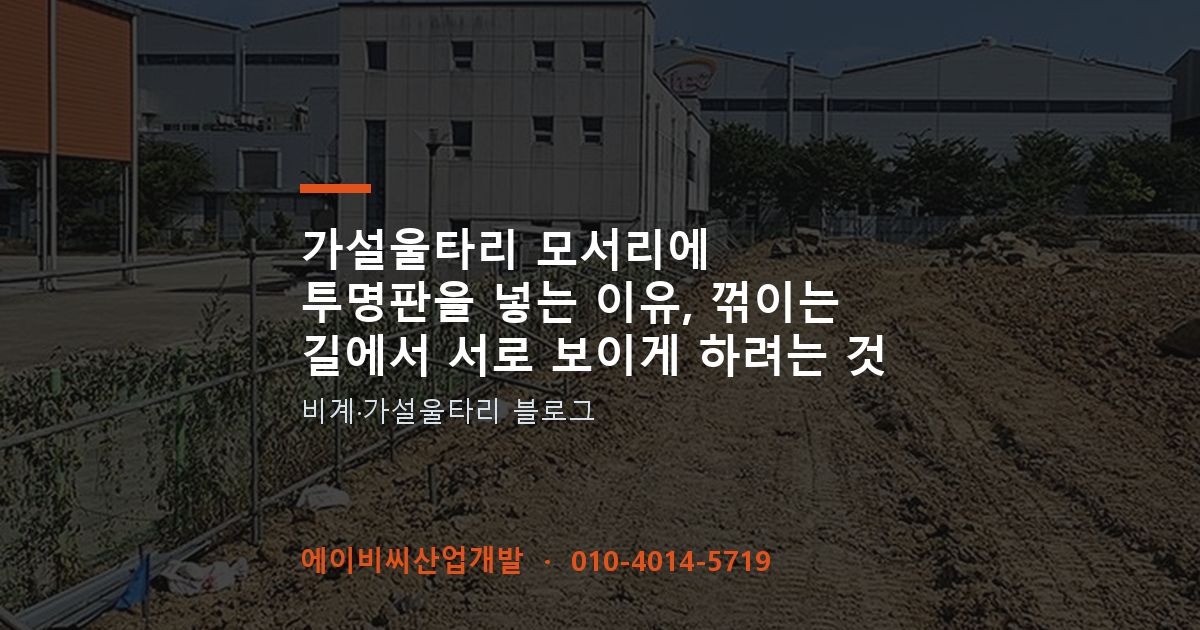 가설울타리 모서리에
투명판을 넣는 이유, 꺾이는
길에서 서로 보이게 하려는 것
비계·가설울타리 블로그
에이비씨산업개발 · 010-4014-5719